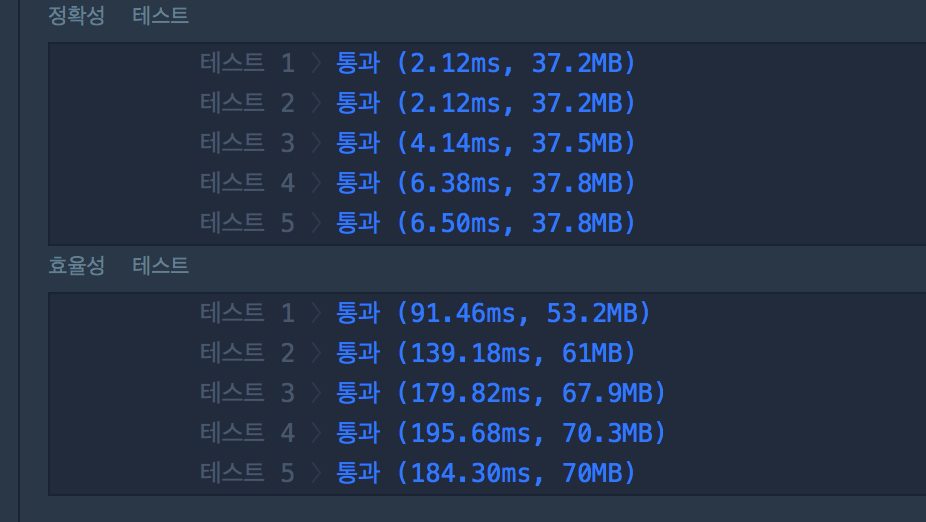 정확성 테스트
테스트 1 〉 통과 (2.12ms, 37.2MB)
테스트 2 〉 통과 (2.12ms, 37.2MB)
테스트 3 〉 통과 (4.14ms, 37.5MB)
테스트 4 〉 통과 (6.38ms, 37.8MB)
테스트 5 〉 통과 (6.50ms, 37.8MB)
효율성 테스트
테스트 1 〉 통과 (91.46ms, 53.2MB)
테스트 2 〉 통과 (139.18ms, 61MB)
테스트 3 〉 통과 (179.82ms, 67.9MB)
테스트 4 〉 통과 (195.68ms, 70.3MB)
테스트 5 〉 통과 (184.30ms, 70MB)